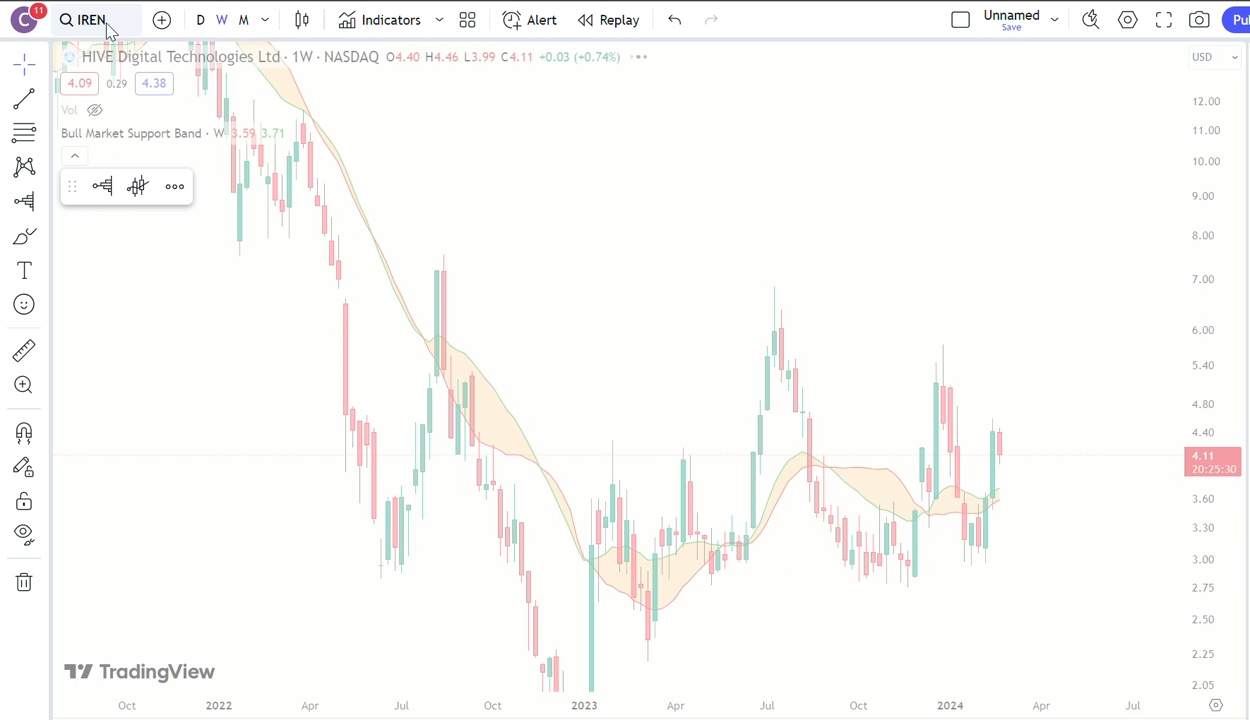 C 11 IREN D W M Indicators Alert Replay Unnamed Save Pu
HIVE Digital Technologies Ltd · 1W · NASDAQ O4.40 H4.46 L3.99 C4.11 +0.03 (+0.74%) USD
4.09 0.29 4.38
Vol
Bull Market Support Band · W 3.59 3.71
12.00
11.00
10.00
9.00
8.00
7.00
6.00
5.40
4.80
4.40
4.11
20:25:30
3.60
3.30
3.00
2.75
2.50
2.25
2.05
TradingView
Oct 2022 Apr Jul Oct 2023 Apr Jul Oct 2024 Apr Jul